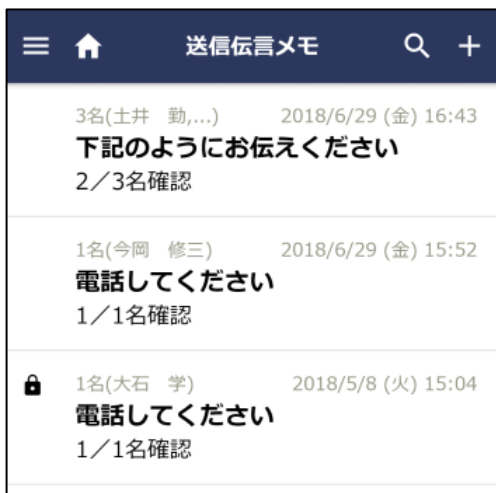 送信伝言メモ
3名(土井　勤,...)　2018/6/29 (金) 16:43
下記のようにお伝えください
2／3名確認
1名(今岡　修三)　2018/6/29 (金) 15:52
電話してください
1／1名確認
1名(大石　学)　2018/5/8 (火) 15:04
電話してください
1／1名確認